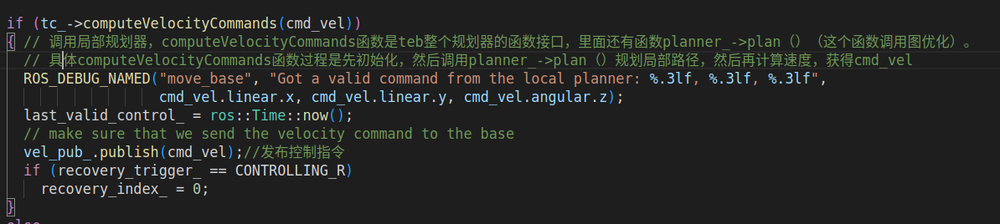 if (tc_->computeVelocityCommands(cmd_vel))
{ // 调用局部规划器，computeVelocityCommands函数是teb整个规划器的函数接口，里面还有函数planner_->plan（）（这个函数调用图优化）。
// 具体computeVelocityCommands函数过程是先初始化，然后调用planner_->plan（）规划局部路径，然后再计算速度，获得cmd_vel
ROS_DEBUG_NAMED("move_base", "Got a valid command from the local planner: %.3lf, %.3lf, %.3lf",
cmd_vel.linear.x, cmd_vel.linear.y, cmd_vel.angular.z);
last_valid_control_ = ros::Time::now();
// make sure that we send the velocity command to the base
vel_pub_.publish(cmd_vel);//发布控制指令
if (recovery_trigger_ == CONTROLLING_R)
recovery_index_ = 0;
}
else